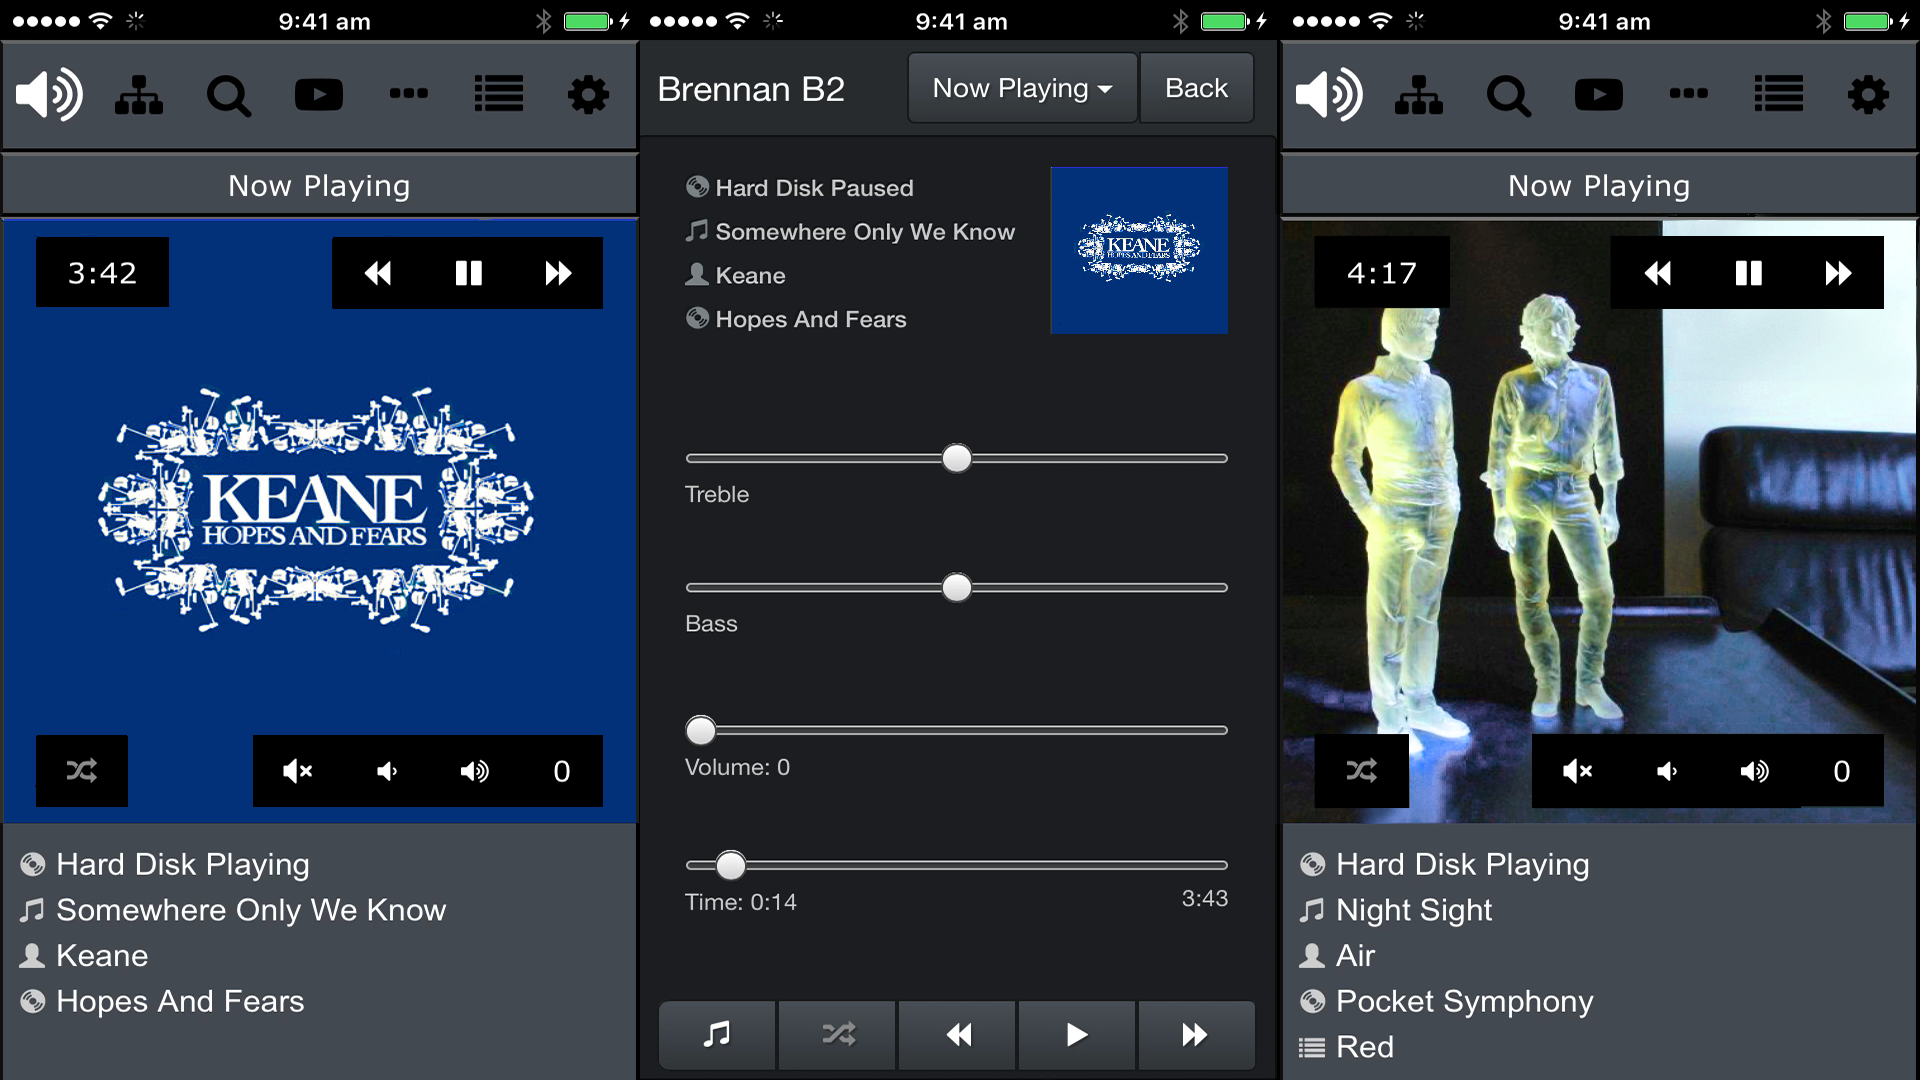 9:41 am
Now Playing
3:42
KEANE
HOPES AND FEARS
0
Hard Disk Playing
Somewhere Only We Know
Keane
Hopes And Fears
9:41 am
Brennan B2
Now Playing
Back
Hard Disk Paused
Somewhere Only We Know
Keane
Hopes And Fears
KEANE
HOPES AND FEARS
Treble
Bass
Volume: 0
Time: 0:14
3:43
9:41 am
Now Playing
4:17
0
Hard Disk Playing
Night Sight
Air
Pocket Symphony
Red